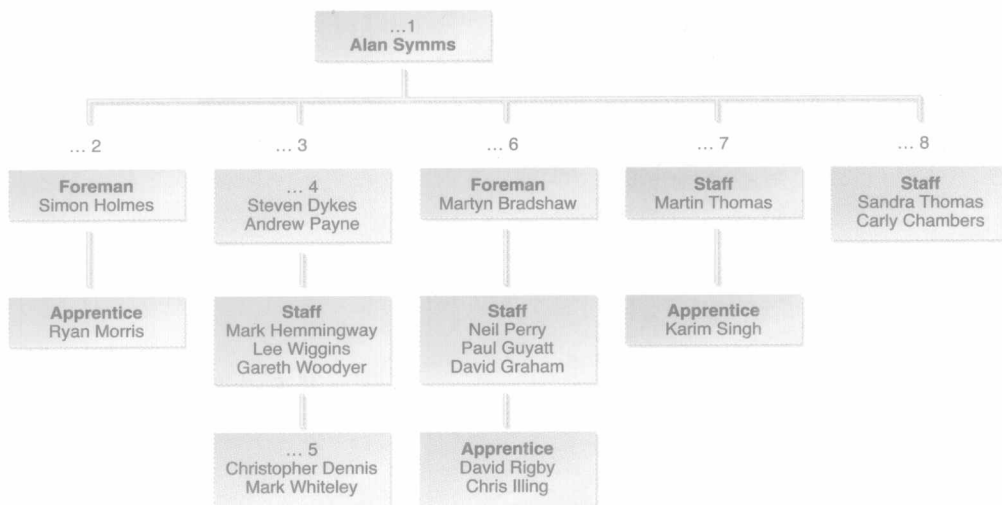 ...1
Alan Symms
... 2
... 3
... 6
... 7
... 8
Foreman
Simon Holmes
... 4
Steven Dykes
Andrew Payne
Foreman
Martyn Bradshaw
Staff
Martin Thomas
Staff
Sandra Thomas
Carly Chambers
Apprentice
Ryan Morris
Staff
Mark Hemmingway
Lee Wiggins
Gareth Woodyer
Staff
Neil Perry
Paul Guyatt
David Graham
Apprentice
Karim Singh
... 5
Christopher Dennis
Mark Whiteley
Apprentice
David Rigby
Chris Illing